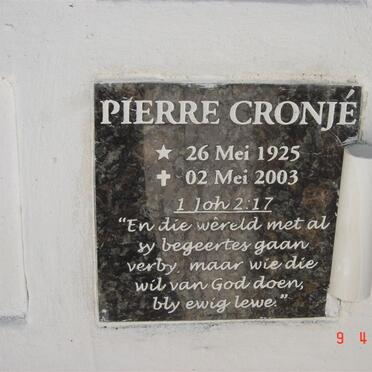 PIERRE CRONJÉ
★ 26 Mei 1925
✝ 02 Mei 2003
1 Joh 2:17
“En die wêreld met al
sy begeertes gaan
verby, maar wie die
wil van God doen,
bly ewig lewe.”
9 4